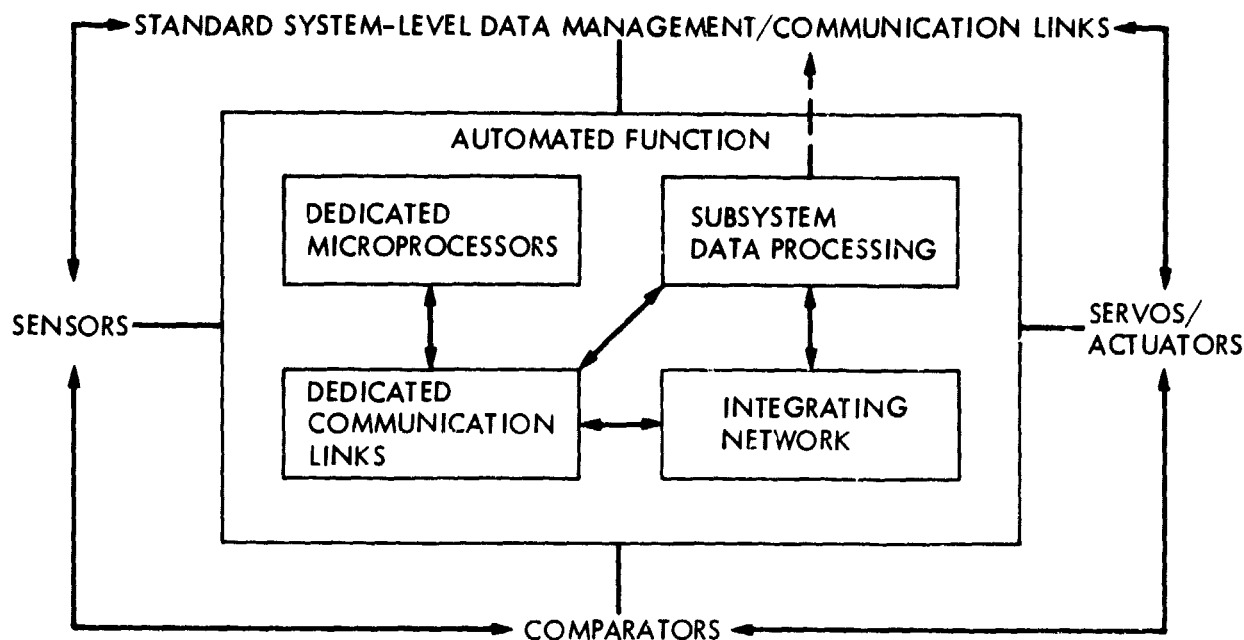 STANDARD SYSTEM-LEVEL DATA MANAGEMENT/COMMUNICATION LINKS
AUTOMATED FUNCTION
DEDICATED
MICROPROCESSORS
SUBSYSTEM
DATA PROCESSING
SENSORS
SERVOS/
ACTUATORS
DEDICATED
COMMUNICATION
LINKS
INTEGRATING
NETWORK
COMPARATORS